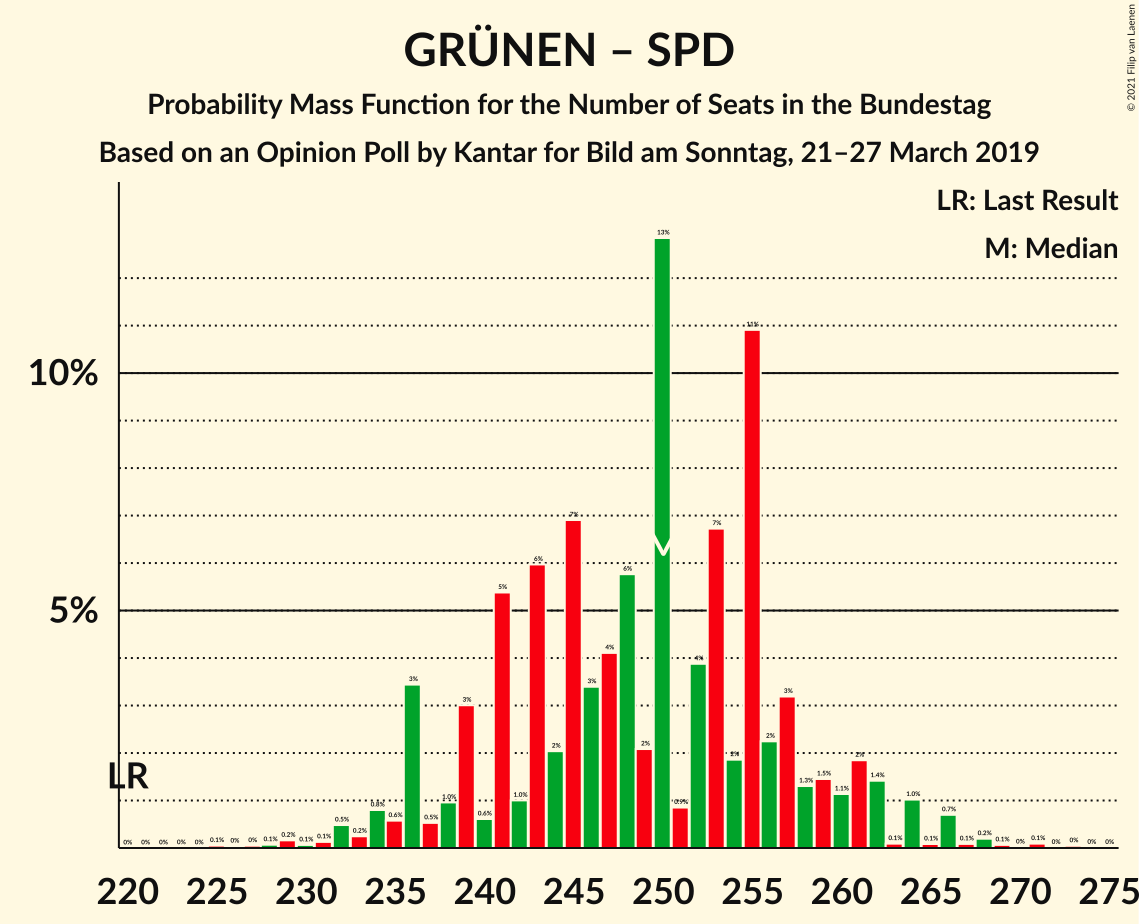 GRÜNEN – SPD
Probability Mass Function for the Number of Seats in the Bundestag
Based on an Opinion Poll by Kantar for Bild am Sonntag, 21–27 March 2019
© 2021 Filip van Laenen
LR: Last Result
M: Median
10%
5%
LR
M
0% 0% 0% 0% 0% 0.1% 0% 0% 0.1% 0.2% 0.1% 0.1% 0.5% 0.2% 0.8% 0.6% 3% 0.5% 1.0% 3% 0.6% 5% 1.0% 6% 2% 7% 3% 4% 6% 2% 13% 0.9% 4% 7% 2% 11% 2% 3% 1.3% 1.5% 1.1% 2% 1.4% 0.1% 1.0% 0.1% 0.7% 0.1% 0.2% 0.1% 0% 0.1% 0% 0% 0% 0%
220 225 230 235 240 245 250 255 260 265 270 275